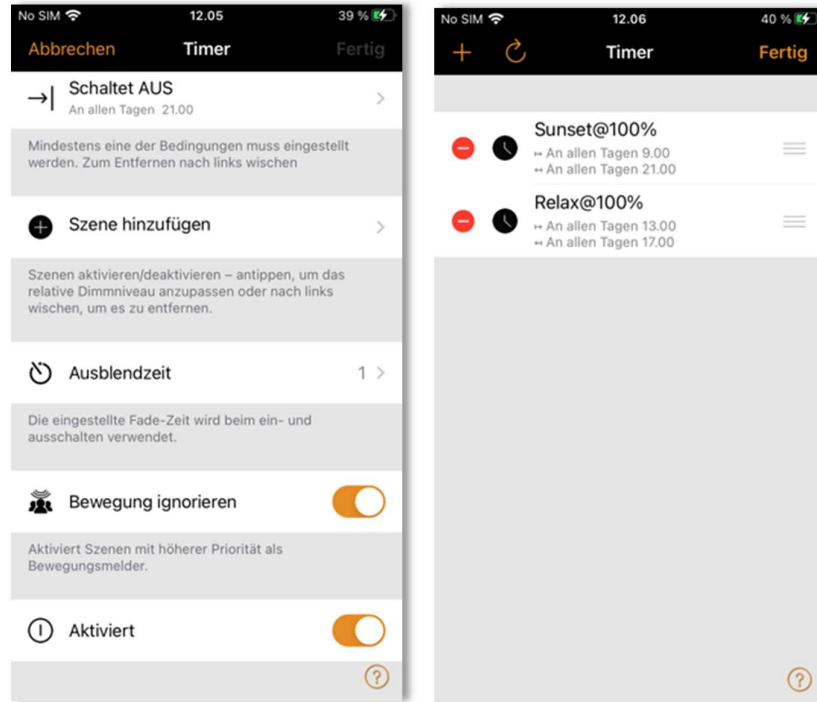 No SIM 12.05 39 %
Abbrechen Timer Fertig
Schaltet AUS
An allen Tagen 21.00
Mindestens eine der Bedingungen muss eingestellt
werden. Zum Entfernen nach links wischen
Szene hinzufügen
Szenen aktivieren/deaktivieren – antippen, um das
relative Dimmniveau anzupassen oder nach links
wischen, um es zu entfernen.
Ausblendzeit 1
Die eingestellte Fade-Zeit wird beim ein- und
ausschalten verwendet.
Bewegung ignorieren
Aktiviert Szenen mit höherer Priorität als
Bewegungsmelder.
Aktiviert
?
No SIM 12.06 40 %
+ Timer Fertig
Sunset@100%
↦ An allen Tagen 9.00
↤ An allen Tagen 21.00
Relax@100%
↦ An allen Tagen 13.00
↤ An allen Tagen 17.00
?